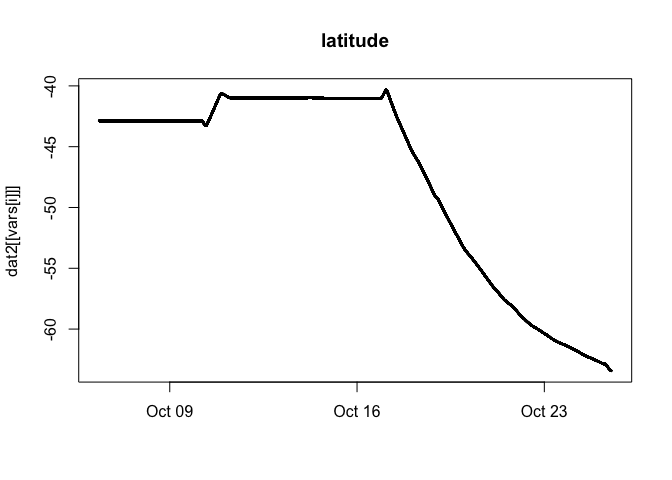 latitude
dat2[[vars[i]]]
-40
-45
-50
-55
-60
Oct 09
Oct 16
Oct 23